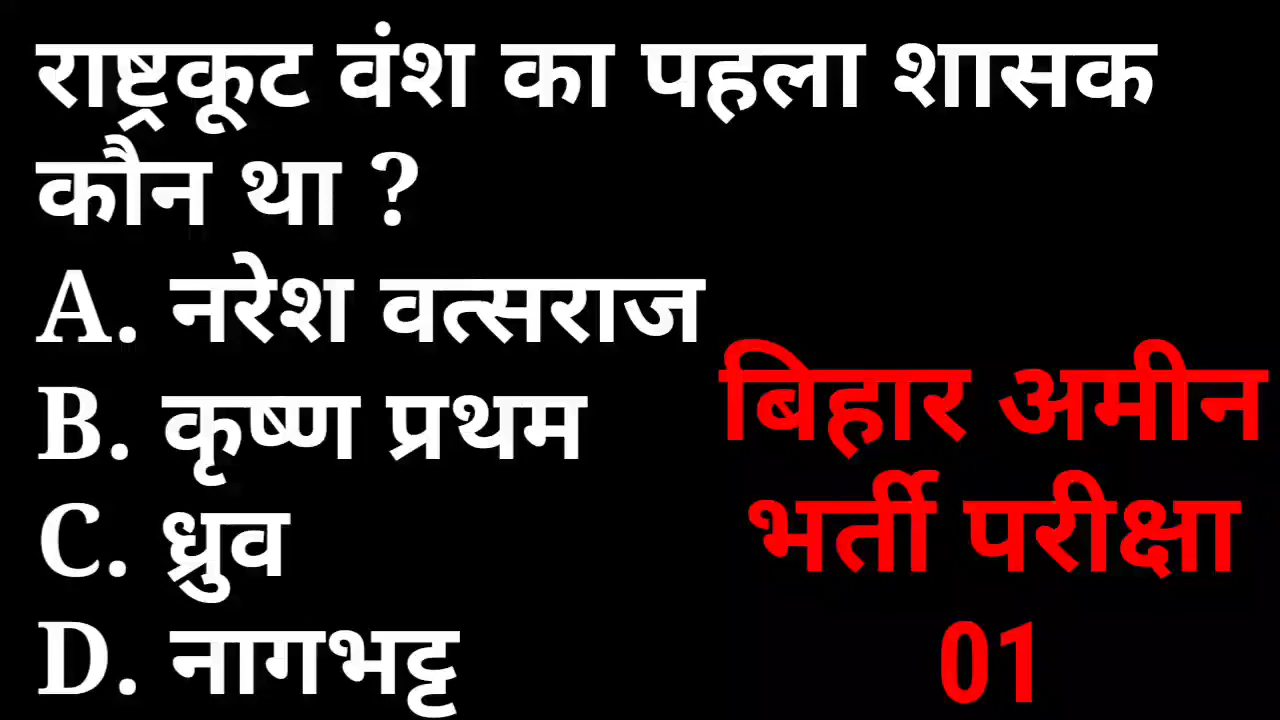 राष्ट्रकूट वंश का पहला शासक
कौन था ?
A. नरेश वत्सराज
B. कृष्ण प्रथम
C. ध्रुव
D. नागभट्ट
बिहार अमीन
भर्ती परीक्षा
01